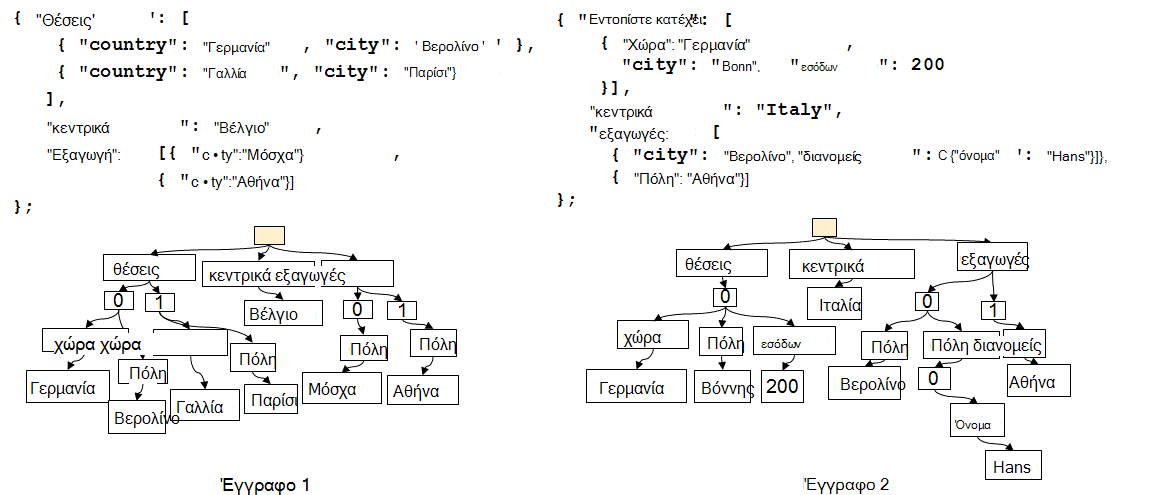 { "Θέσεις' ': [
{ "country": "Γερμανία" , "city": ' Βερολίνο ' ' },
{ "country": "Γαλλία ", "city": "Παρίσι"}
],
"κεντρικά ": "Βέλγιο" ,
"Εξαγωγή": [{ "c • ty":"Μόσχα"} ,
{ "c • ty":"Αθήνα"}]
};
θέσεις κεντρικά εξαγωγές
0 1 Βέλγιο 0 1
χώρα χώρα Πόλη Πόλη Πόλη Πόλη
Γερμανία Βερολίνο Γαλλία Παρίσι Μόσχα Αθήνα
Έγγραφο 1
{ "Εντοπίστε κατέχει: ": [
{ "Χώρα": "Γερμανία" ,
"city": "Bonn", "εσόδων ": 200
}],
"κεντρικά ": "Italy",
"εξαγωγές: [
{ "city": "Βερολίνο", "διανομείς ": C {"όνομα" ': "Hans"}]},
{ "Πόλη": "Αθήνα"}]
};
θέσεις κεντρικά εξαγωγές
0 Ιταλία 0 1
χώρα Πόλη εσόδων Πόλη Πόλη διανομείς
Γερμανία Βόννης 200 Βερολίνο 0 Αθήνα
Όνομα
Hans
Έγγραφο 2